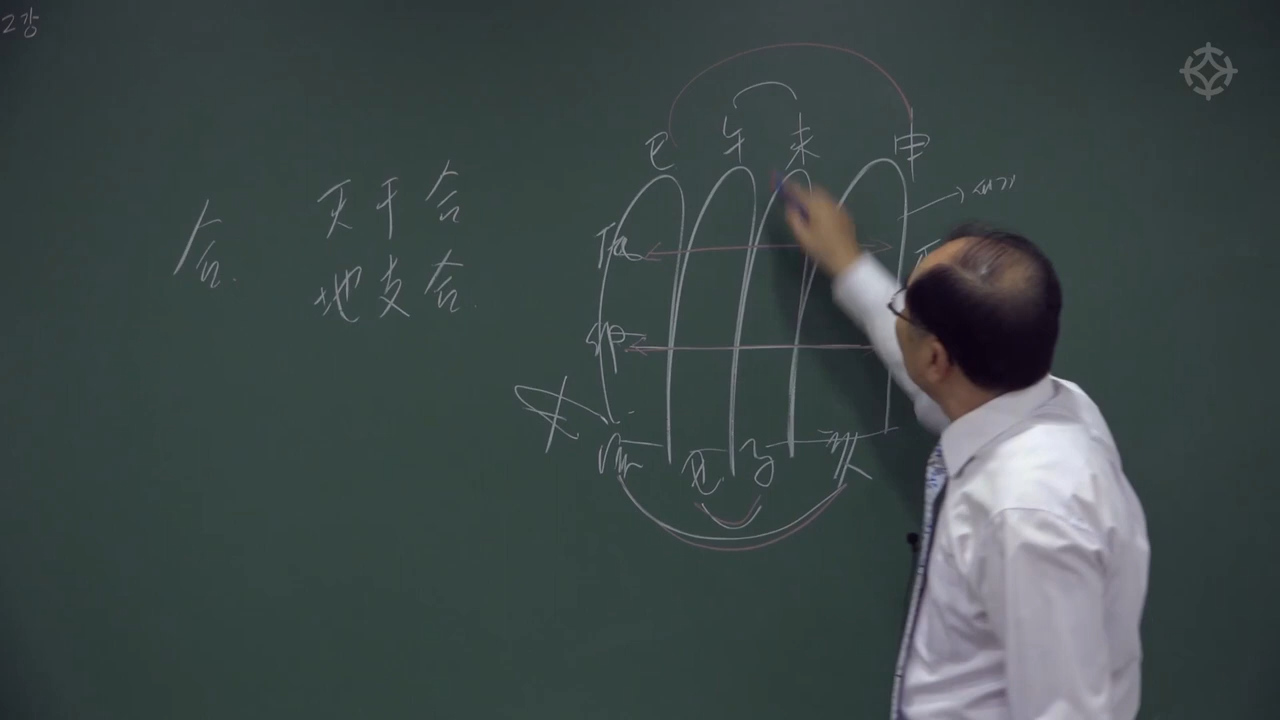 2강
合. 天干合
地支合.
巳 午 未 申
辰
卯
寅 丑 子 亥